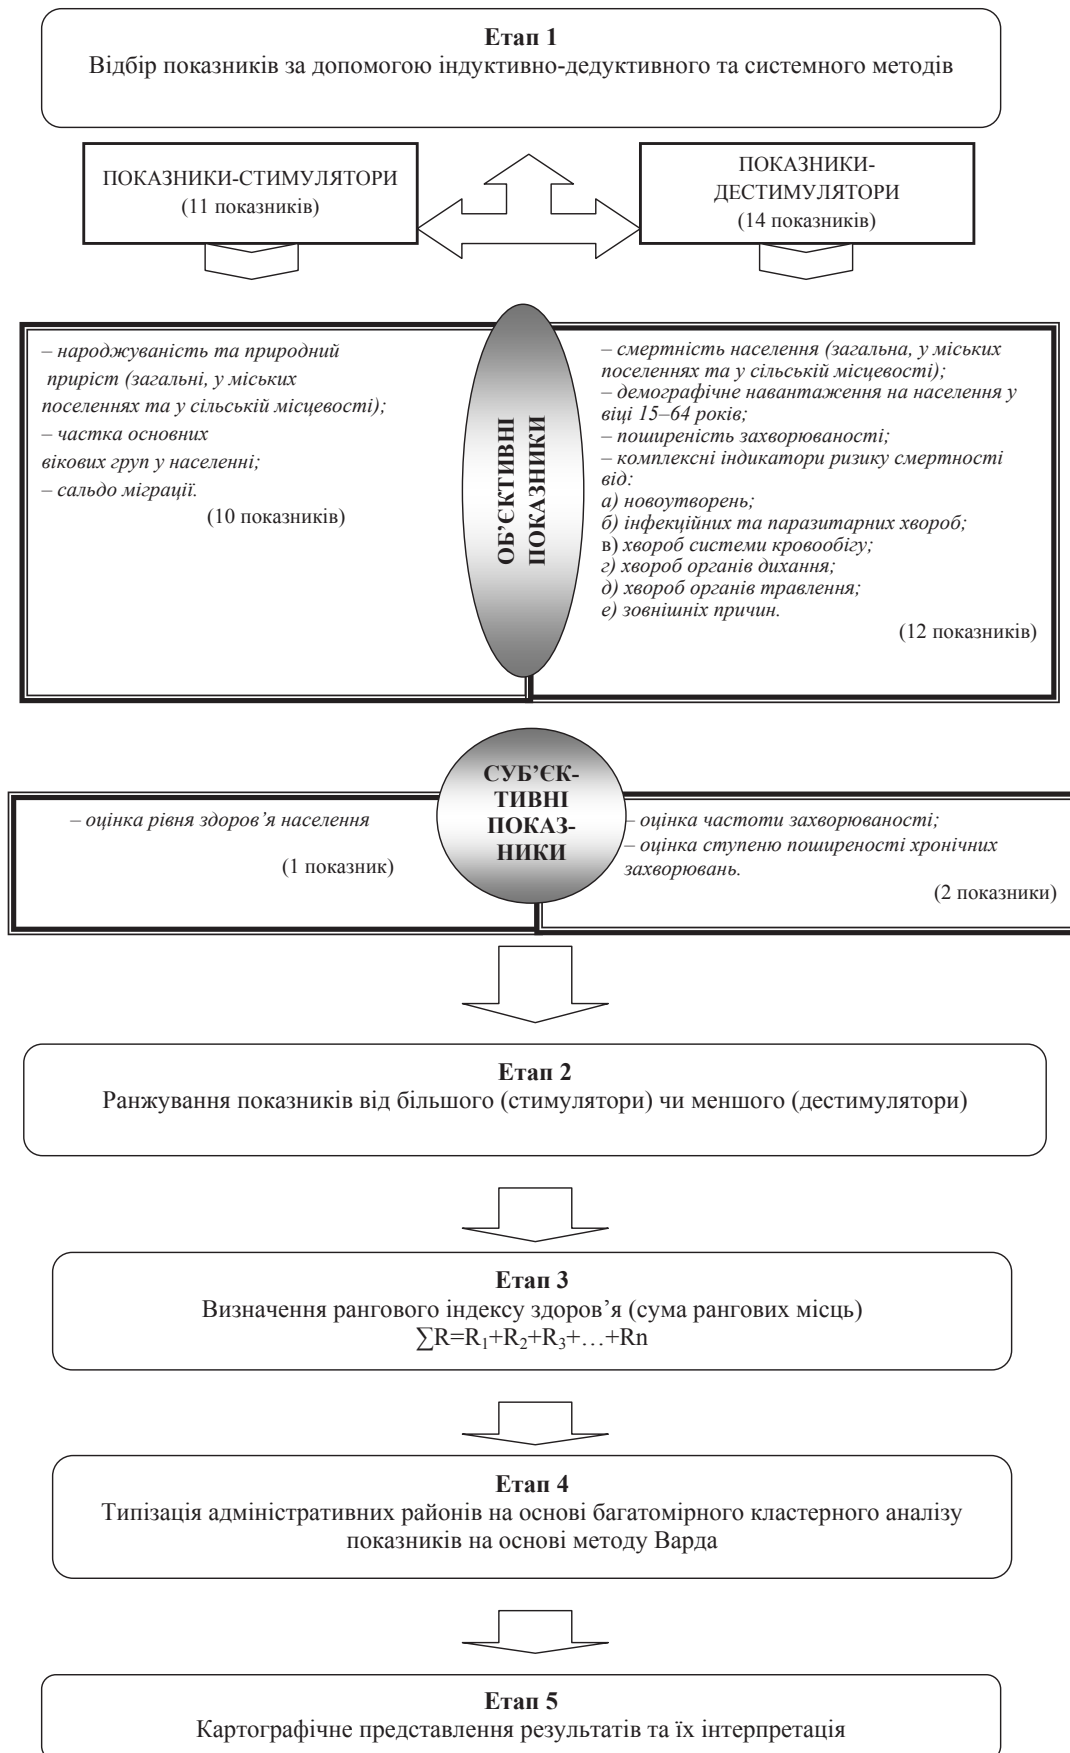 Етап 1
Відбір показників за допомогою індуктивно-дедуктивного та системного методів
ПОКАЗНИКИ-СТИМУЛЯТОРИ
(11 показників)
ПОКАЗНИКИ-
ДЕСТИМУЛЯТОРИ
(14 показників)
– народжуваність та природний
приріст (загальні, у міських
поселеннях та у сільській місцевості);
– частка основних
вікових груп у населенні;
– сальдо міграції.
(10 показників)
ОБ’ЄКТИВНІ
ПОКАЗНИКИ
– смертність населення (загальна, у міських
поселеннях та у сільській місцевості);
– демографічне навантаження на населення у
віці 15–64 років;
– поширеність захворюваності;
– комплексні індикатори ризику смертності
від:
а) новоутворень;
б) інфекційних та паразитарних хвороб;
в) хвороб системи кровообігу;
г) хвороб органів дихання;
д) хвороб органів травлення;
е) зовнішніх причин.
(12 показників)
– оцінка рівня здоров’я населення
(1 показник)
СУБ’ЄК-
ТИВНІ
ПОКАЗ-
НИКИ
– оцінка частоти захворюваності;
– оцінка ступеню поширеності хронічних
захворювань.
(2 показники)
Етап 2
Ранжування показників від більшого (стимулятори) чи меншого (дестимулятори)
Етап 3
Визначення рангового індексу здоров’я (сума рангових місць)
∑R=R₁+R₂+R₃+…+Rn
Етап 4
Типізація адміністративних районів на основі багатомірного кластерного аналізу
показників на основі методу Варда
Етап 5
Картографічне представлення результатів та їх інтерпретація